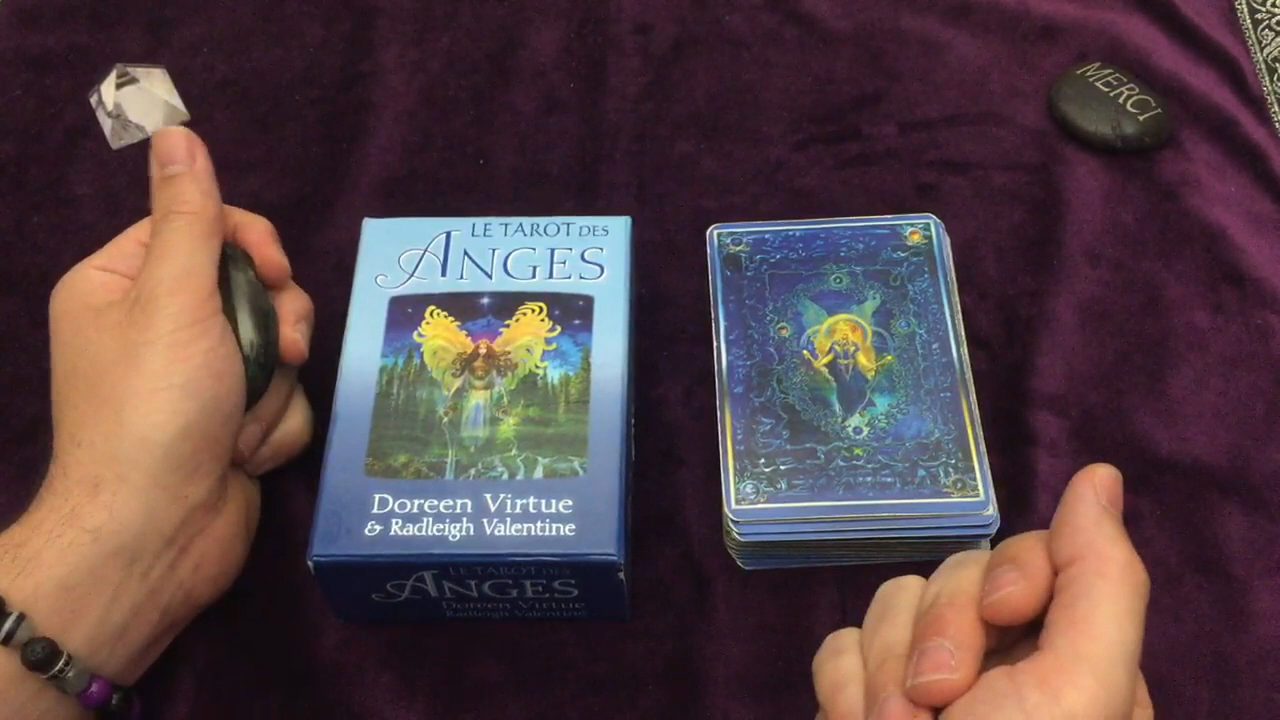 LE TAROT DES
ANGES
Doreen Virtue
& Radleigh Valentine
LE TAROT DES
ANGES
Doreen Virtue
Radleigh Valentine
MERCI